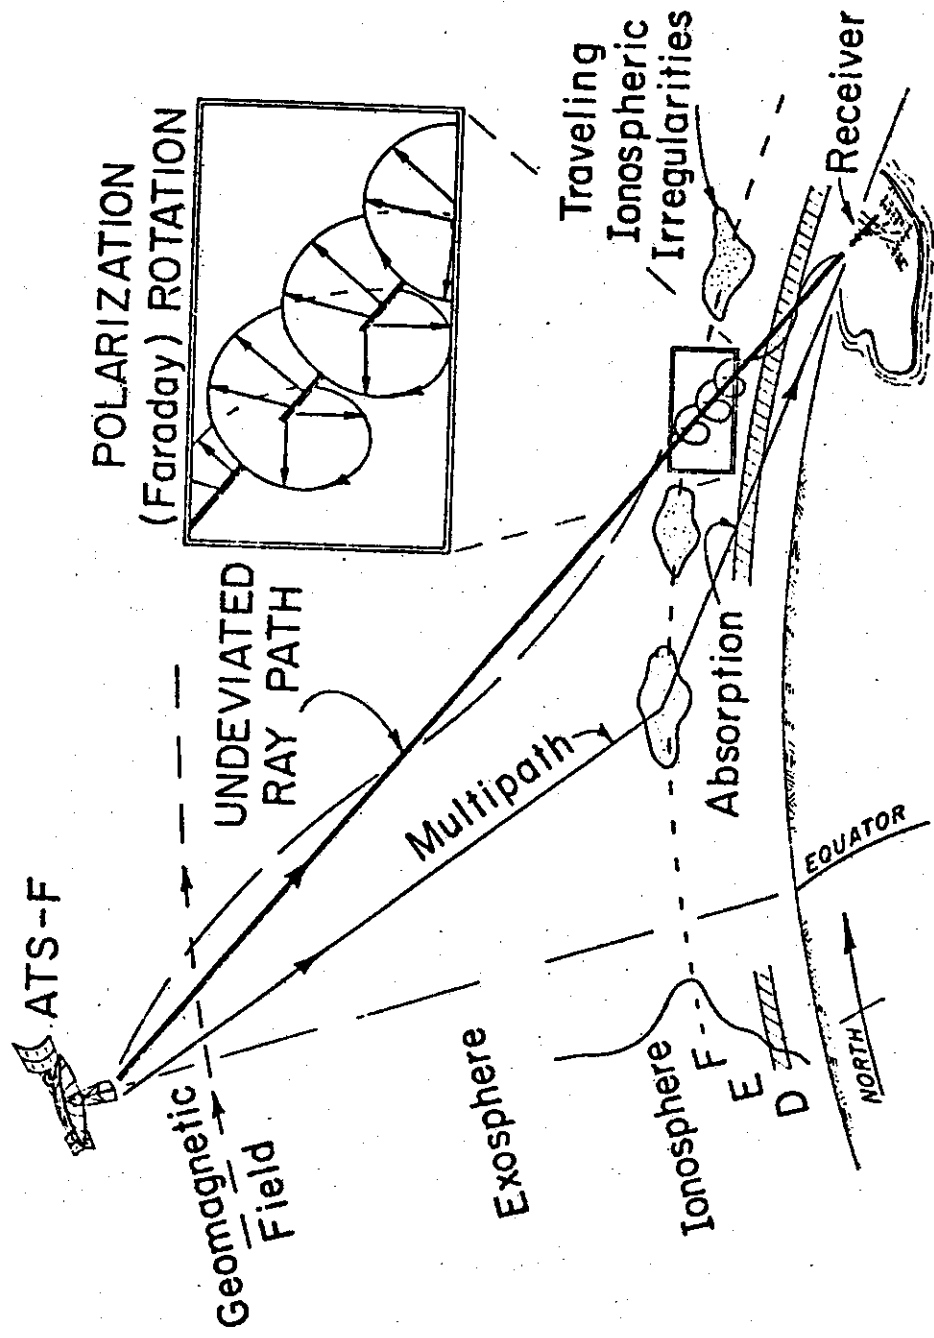 ATS-F
POLARIZATION
(Faraday) ROTATION
Geomagnetic
Field
UNDEVIATED
RAY PATH
Traveling
Ionospheric
Irregularities
Exosphere
Multipath
Ionosphere
F
E
D
Absorption
Receiver
EQUATOR
NORTH